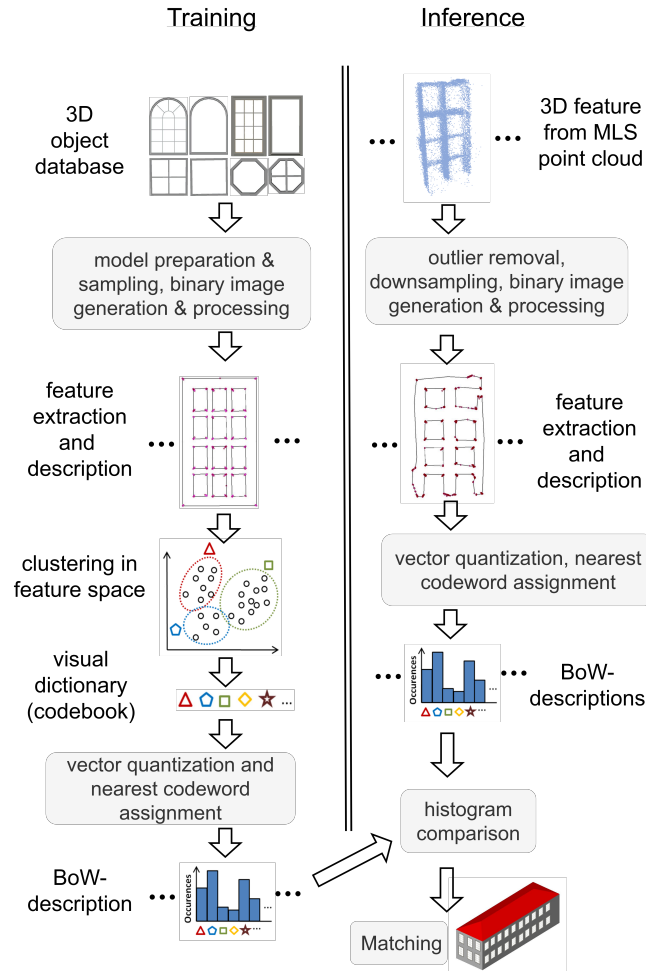 Training
3D
object
database
model preparation &
sampling, binary image
generation & processing
feature
extraction
and
description
clustering in
feature space
visual
dictionary
(codebook)
...
vector quantization and
nearest codeword
assignment
BoW-
description
Occurences
...
...
Inference
3D feature
from MLS
point cloud
outlier removal,
downsampling, binary image
generation & processing
feature
extraction
and
description
vector quantization, nearest
codeword assignment
Occurences
...
...
BoW-
descriptions
histogram
comparison
Matching